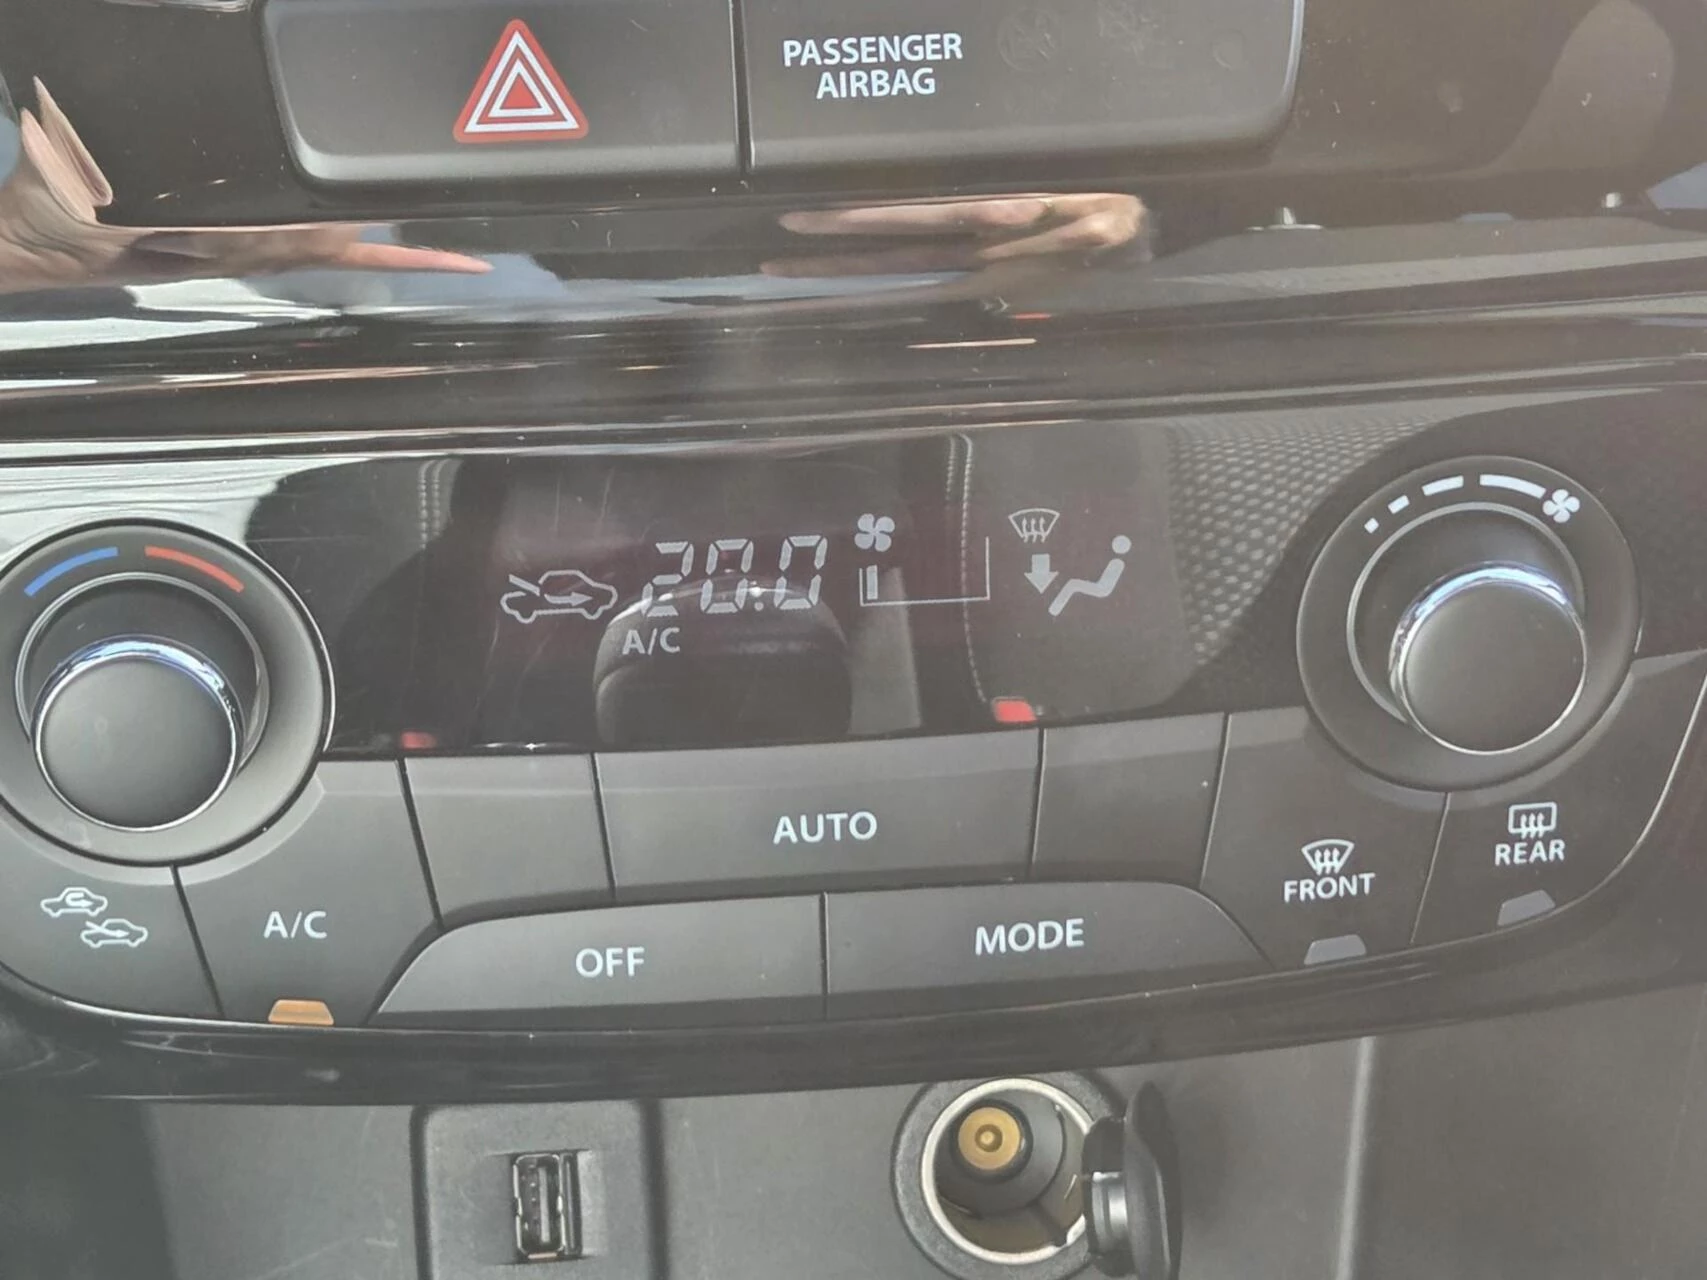 PASSENGER
AIRBAG
20.0
A/C
AUTO
A/C
OFF
MODE
FRONT
REAR